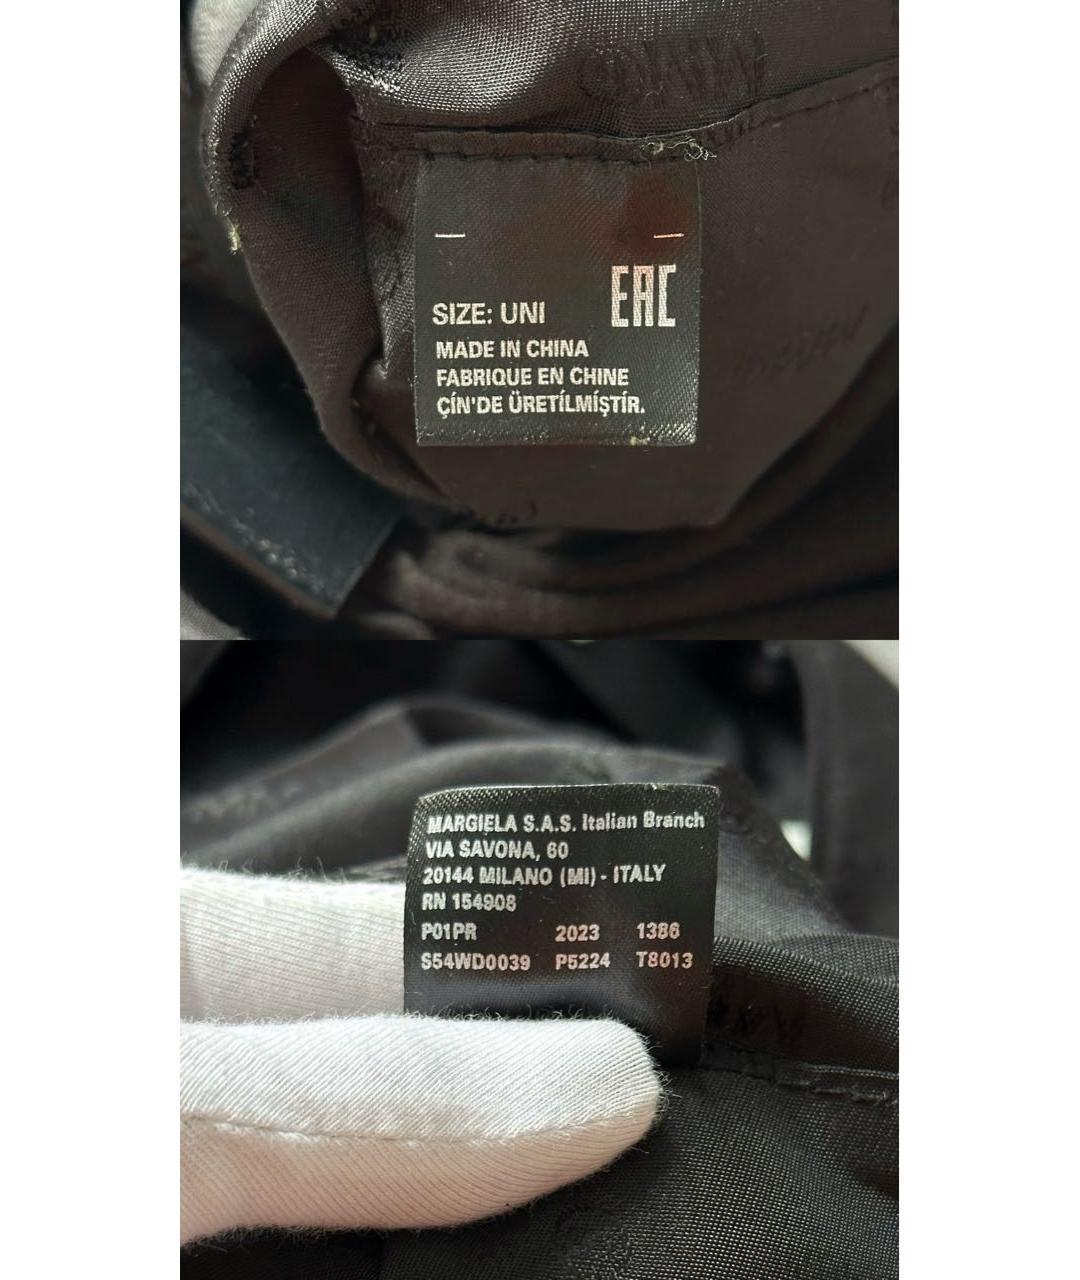 EAC
SIZE: UNI
MADE IN CHINA
FABRIQUE EN CHINE
ÇİN'DE ÜRETİLMİŞTİR.
MARGIELA S.A.S. Italian Branch
VIA SAVONA, 60
20144 MILANO (MI) - ITALY
RN 154908
P01PR 2023 1386
S54WD0039 P5224 T8013